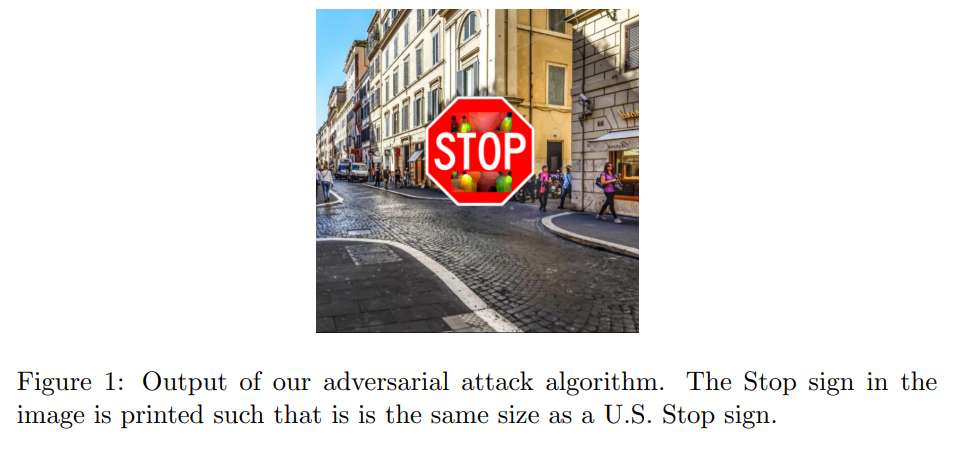 STOP
Figure 1: Output of our adversarial attack algorithm. The Stop sign in the
image is printed such that is is the same size as a U.S. Stop sign.